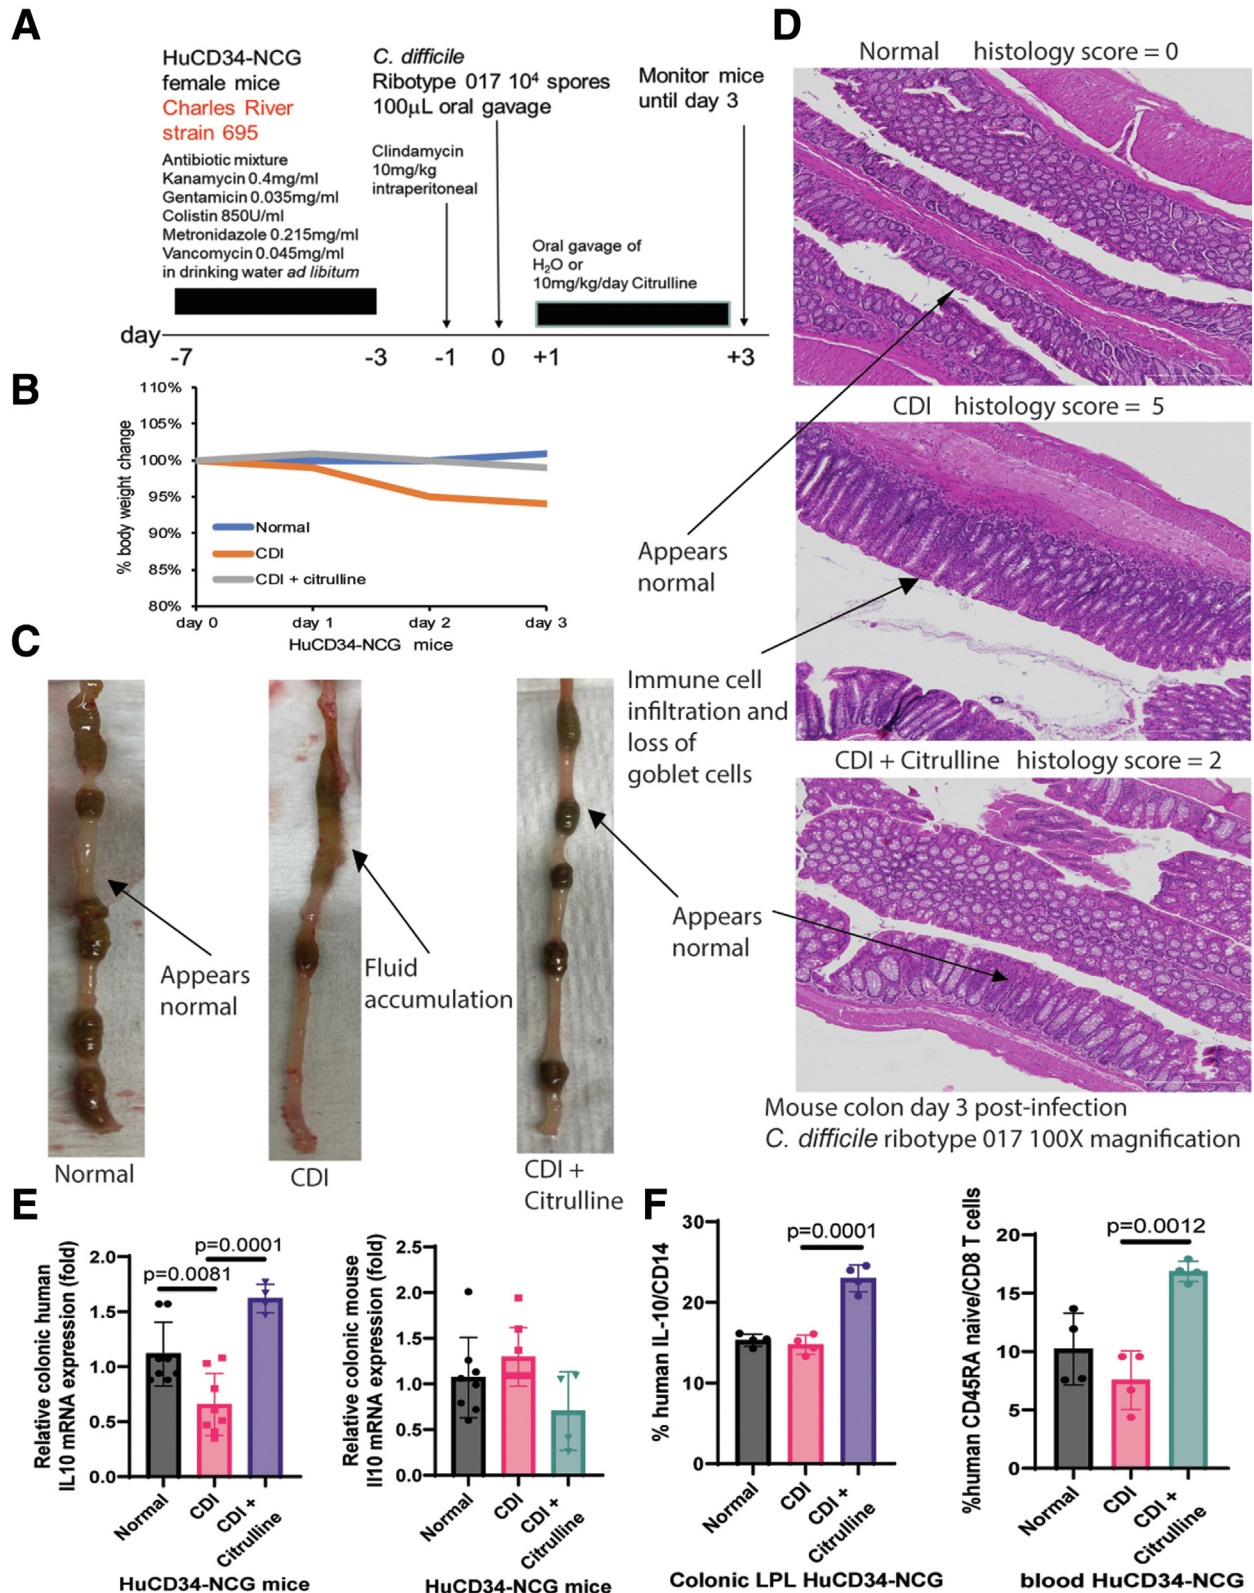 A
HuCD34-NCG
female mice
Charles River
strain 695
Antibiotic mixture
Kanamycin 0.4mg/ml
Gentamicin 0.035mg/ml
Colistin 850U/ml
Metronidazole 0.215mg/ml
Vancomycin 0.045mg/ml
in drinking water ad libitum
C. difficile
Ribotype 017 10⁴ spores
100μL oral gavage
Clindamycin
10mg/kg
intraperitoneal
Oral gavage of
H₂O or
10mg/kg/day Citrulline
Monitor mice
until day 3
day
-7 -3 -1 0 +1 +3
B
% body weight change
110%
105%
100%
95%
90%
85%
80%
Normal
CDI
CDI + citrulline
day 0 day 1 day 2 day 3
HuCD34-NCG mice
C
Appears
normal
Fluid
accumulation
Normal
CDI
CDI +
Citrulline
D
Normal histology score = 0
Appears
normal
CDI histology score = 5
Immune cell
infiltration and
loss of
goblet cells
CDI + Citrulline histology score = 2
Appears
normal
Mouse colon day 3 post-infection
C. difficile ribotype 017 100X magnification
E
Relative colonic human
IL10 mRNA expression (fold)
2.0
1.5
1.0
0.5
0.0
p=0.0081
p=0.0001
Normal
CDI
CDI +
Citrulline
HuCD34-NCG mice
Relative colonic mouse
Il10 mRNA expression (fold)
2.5
2.0
1.5
1.0
0.5
0.0
Normal
CDI
CDI +
Citrulline
HuCD34-NCG mice
F
% human IL-10/CD14
30
20
10
0
p=0.0001
Normal
CDI
CDI +
Citrulline
Colonic LPL HuCD34-NCG
%human CD45RA naive/CD8 T cells
20
15
10
5
0
p=0.0012
Normal
CDI
CDI +
Citrulline
blood HuCD34-NCG